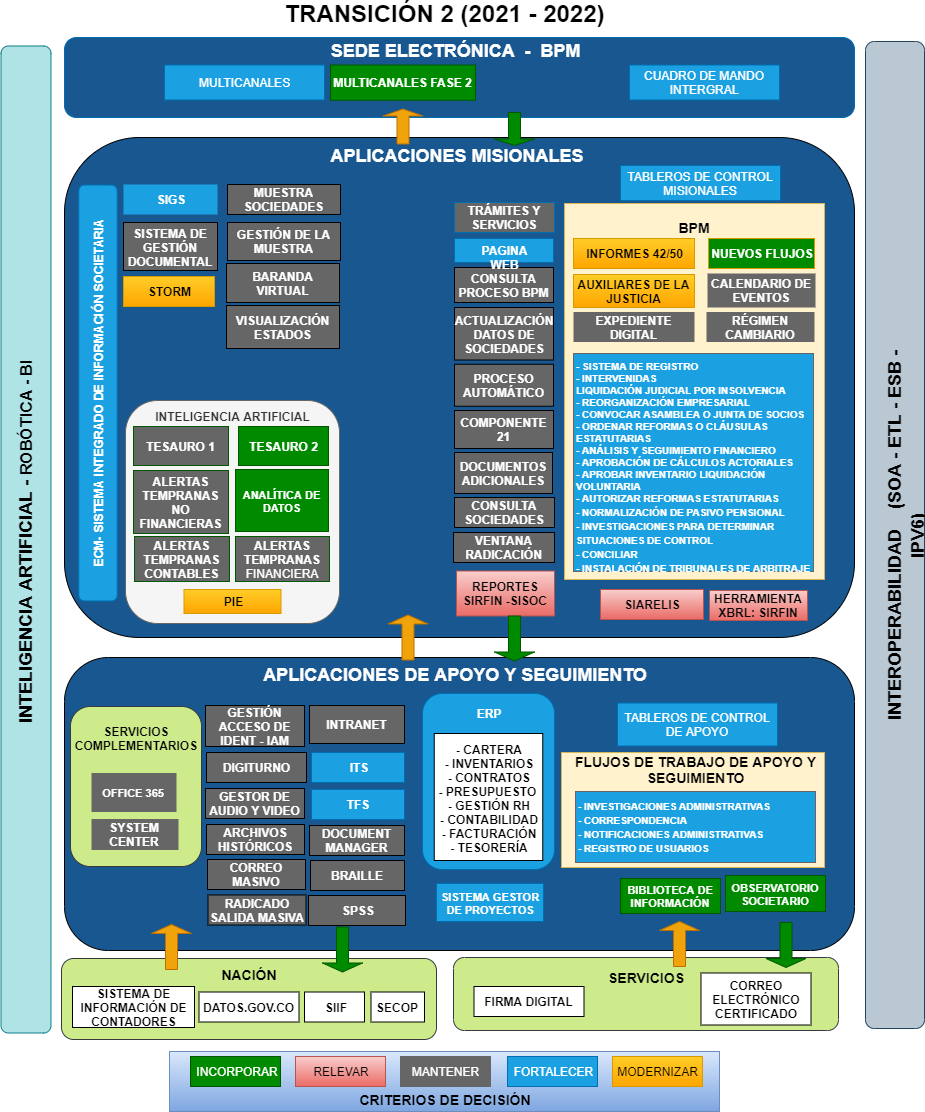 TRANSICIÓN 2 (2021 - 2022)
SEDE ELECTRÓNICA - BPM
MULTICANALES
MULTICANALES FASE 2
CUADRO DE MANDO
INTERGRAL
INTELIGENCIA ARTIFICIAL - ROBÓTICA - BI
INTEROPERABILIDAD (SOA - ETL - ESB -
IPV6)
APLICACIONES MISIONALES
ECM- SISTEMA INTEGRADO DE INFORMACIÓN SOCIETARIA
SIGS
SISTEMA DE
GESTIÓN
DOCUMENTAL
STORM
MUESTRA
SOCIEDADES
GESTIÓN DE LA
MUESTRA
BARANDA
VIRTUAL
VISUALIZACIÓN
ESTADOS
INTELIGENCIA ARTIFICIAL
TESAURO 1
TESAURO 2
ALERTAS
TEMPRANAS
NO
FINANCIERAS
ANALÍTICA DE
DATOS
ALERTAS
TEMPRANAS
CONTABLES
ALERTAS
TEMPRANAS
FINANCIERA
PIE
TRÁMITES Y
SERVICIOS
PAGINA
WEB
CONSULTA
PROCESO BPM
ACTUALIZACIÓN
DATOS DE
SOCIEDADES
PROCESO
AUTOMÁTICO
COMPONENTE
21
DOCUMENTOS
ADICIONALES
CONSULTA
SOCIEDADES
VENTANA
RADICACIÓN
REPORTES
SIRFIN -SISOC
TABLEROS DE CONTROL
MISIONALES
BPM
INFORMES 42/50
NUEVOS FLUJOS
AUXILIARES DE LA
JUSTICIA
CALENDARIO DE
EVENTOS
EXPEDIENTE
DIGITAL
RÉGIMEN
CAMBIARIO
- SISTEMA DE REGISTRO
- INTERVENIDAS
LIQUIDACIÓN JUDICIAL POR INSOLVENCIA
- REORGANIZACIÓN EMPRESARIAL
- CONVOCAR ASAMBLEA O JUNTA DE SOCIOS
- ORDENAR REFORMAS O CLÁUSULAS
ESTATUTARIAS
- ANÁLISIS Y SEGUIMIENTO FINANCIERO
- APROBACIÓN DE CÁLCULOS ACTORIALES
- APROBAR INVENTARIO LIQUIDACIÓN
VOLUNTARIA
- AUTORIZAR REFORMAS ESTATUTARIAS
- NORMALIZACIÓN DE PASIVO PENSIONAL
- INVESTIGACIONES PARA DETERMINAR
SITUACIONES DE CONTROL
- CONCILIAR
- INSTALACIÓN DE TRIBUNALES DE ARBITRAJE
SIARELIS
HERRAMIENTA
XBRL: SIRFIN
APLICACIONES DE APOYO Y SEGUIMIENTO
SERVICIOS
COMPLEMENTARIOS
OFFICE 365
SYSTEM
CENTER
GESTIÓN
ACCESO DE
IDENT - IAM
DIGITURNO
GESTOR DE
AUDIO Y VIDEO
ARCHIVOS
HISTÓRICOS
CORREO
MASIVO
RADICADO
SALIDA MASIVA
INTRANET
ITS
TFS
DOCUMENT
MANAGER
BRAILLE
SPSS
ERP
- CARTERA
- INVENTARIOS
- CONTRATOS
- PRESUPUESTO
- GESTIÓN RH
- CONTABILIDAD
- FACTURACIÓN
- TESORERÍA
SISTEMA GESTOR
DE PROYECTOS
TABLEROS DE CONTROL
DE APOYO
FLUJOS DE TRABAJO DE APOYO Y
SEGUIMIENTO
- INVESTIGACIONES ADMINISTRATIVAS
- CORRESPONDENCIA
- NOTIFICACIONES ADMINISTRATIVAS
- REGISTRO DE USUARIOS
BIBLIOTECA DE
INFORMACIÓN
OBSERVATORIO
SOCIETARIO
NACIÓN
SISTEMA DE
INFORMACIÓN DE
CONTADORES
DATOS.GOV.CO
SIIF
SECOP
SERVICIOS
FIRMA DIGITAL
CORREO
ELECTRÓNICO
CERTIFICADO
INCORPORAR
RELEVAR
MANTENER
FORTALECER
MODERNIZAR
CRITERIOS DE DECISIÓN